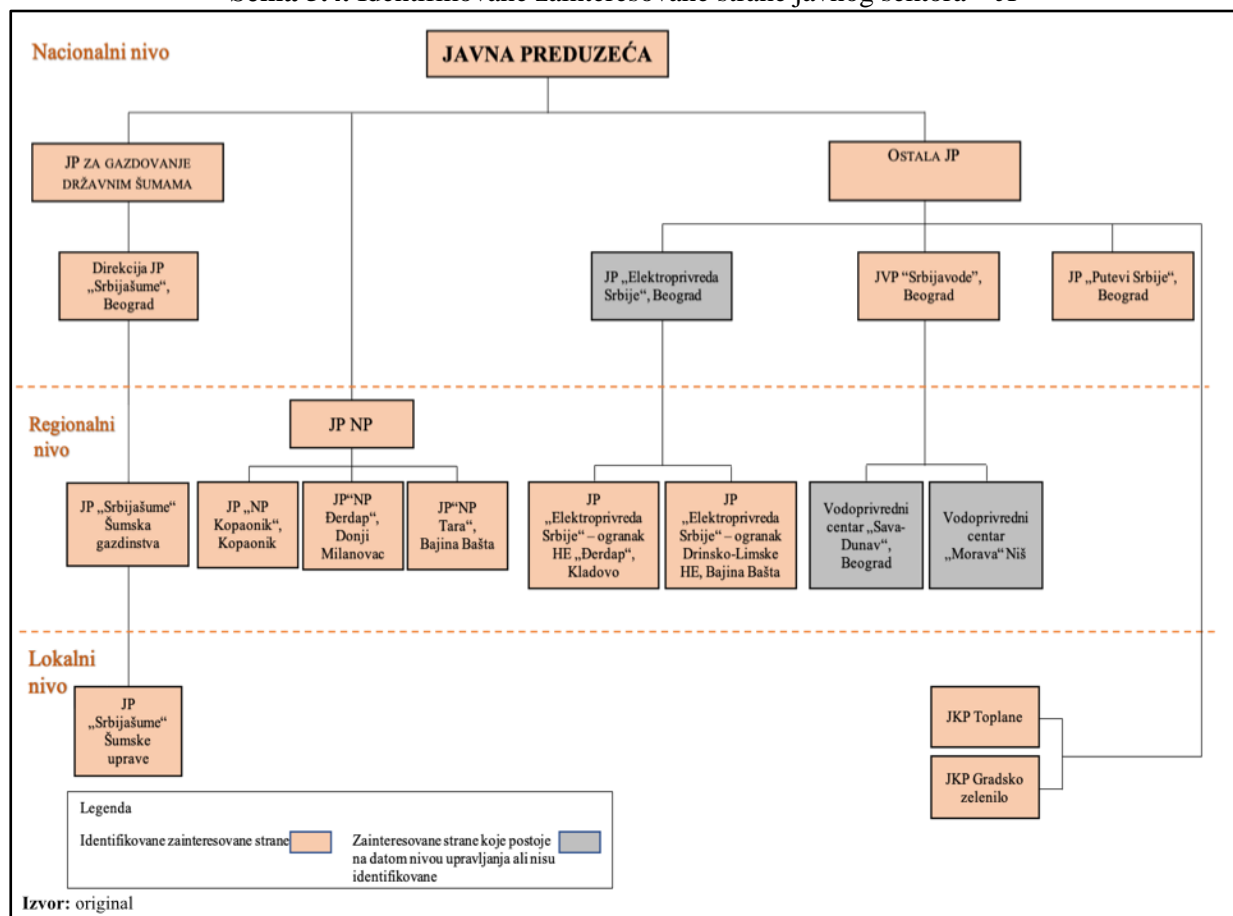 Nacionalni nivo
JAVNA PREDUZEĆA
JP ZA GAZDOVANJE
DRŽAVNIM ŠUMAMA
OSTALA JP
Direkcija JP
„Srbijašume“,
Beograd
JP „Elektroprivreda
Srbije“, Beograd
JVP “Srbijavode”,
Beograd
JP „Putevi Srbije“,
Beograd
Regionalni
nivo
JP NP
JP „Srbijašume“
Šumska
gazdinstva
JP „NP
Kopaonik“,
Kopaonik
JP“NP
Đerdap“,
Donji
Milanovac
JP“NP
Tara“,
Bajina Bašta
JP
„Elektroprivreda
Srbije“ – ogranak
HE „Đerdap“,
Kladovo
JP
„Elektroprivreda
Srbije“ – ogranak
Drinsko-Limske
HE, Bajina Bašta
Vodoprivredni
centar „Sava-
Dunav“,
Beograd
Vodoprivredni
centar
„Morava“ Niš
Lokalni
nivo
JP
„Srbijašume“
Šumske
uprave
JKP Toplane
JKP Gradsko
zelenilo
Legenda
Identifikovane zainteresovane strane
Zainteresovane strane koje postoje
na datom nivou upravljanja ali nisu
identifikovane
Izvor: original